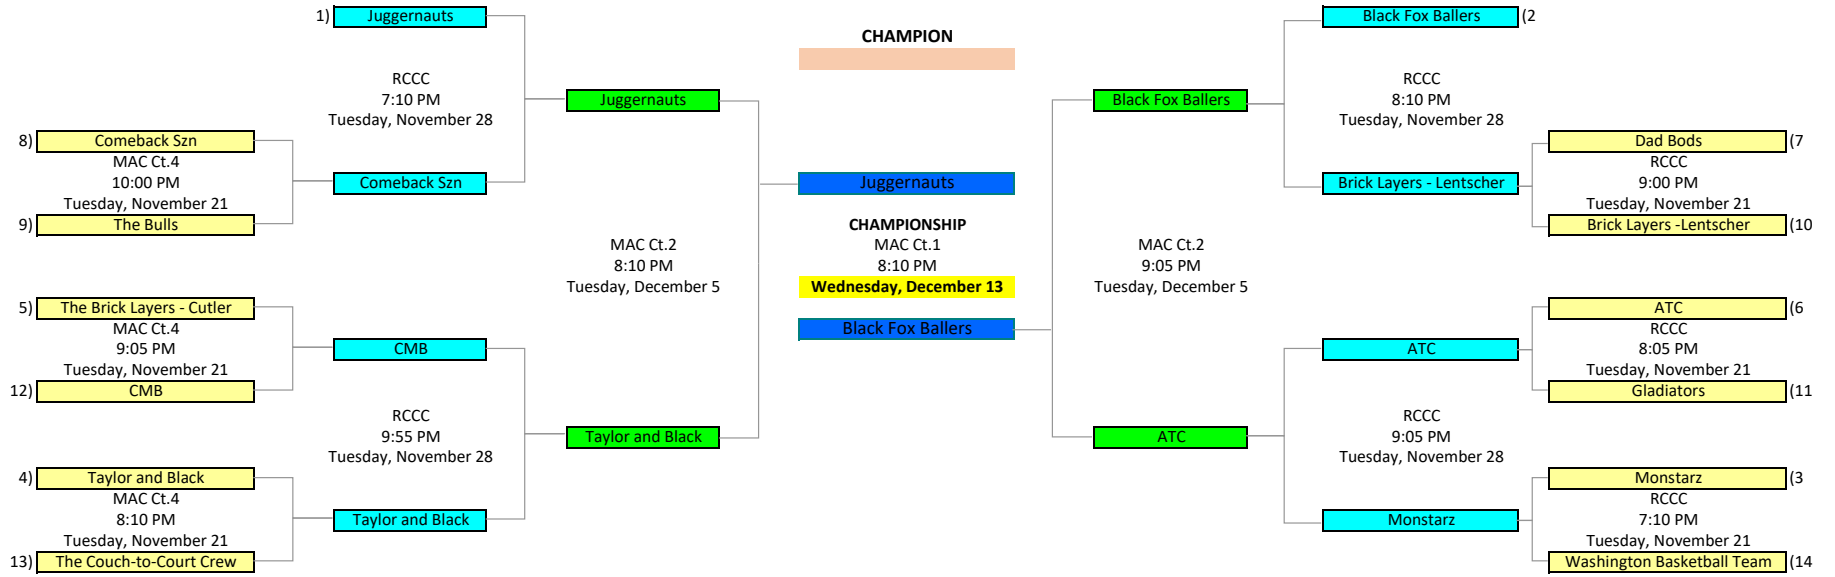 1) Juggernauts
RCCC
7:10 PM
Tuesday, November 28
8) Comeback Szn
MAC Ct.4
10:00 PM
Tuesday, November 21
9) The Bulls
Comeback Szn
5) The Brick Layers - Cutler
MAC Ct.4
9:05 PM
Tuesday, November 21
12) CMB
CMB
RCCC
9:55 PM
Tuesday, November 28
4) Taylor and Black
MAC Ct.4
8:10 PM
Tuesday, November 21
13) The Couch-to-Court Crew
Taylor and Black
Juggernauts
MAC Ct.2
8:10 PM
Tuesday, December 5
Taylor and Black
CHAMPION
Juggernauts
CHAMPIONSHIP
MAC Ct.1
8:10 PM
Wednesday, December 13
Black Fox Ballers
Black Fox Ballers
MAC Ct.2
9:05 PM
Tuesday, December 5
ATC
Black Fox Ballers (2
RCCC
8:10 PM
Tuesday, November 28
Brick Layers - Lentscher
Dad Bods (7
RCCC
9:00 PM
Tuesday, November 21
Brick Layers -Lentscher (10
ATC
RCCC
9:05 PM
Tuesday, November 28
Monstarz
ATC (6
RCCC
8:05 PM
Tuesday, November 21
Gladiators (11
Monstarz (3
RCCC
7:10 PM
Tuesday, November 21
Washington Basketball Team (14